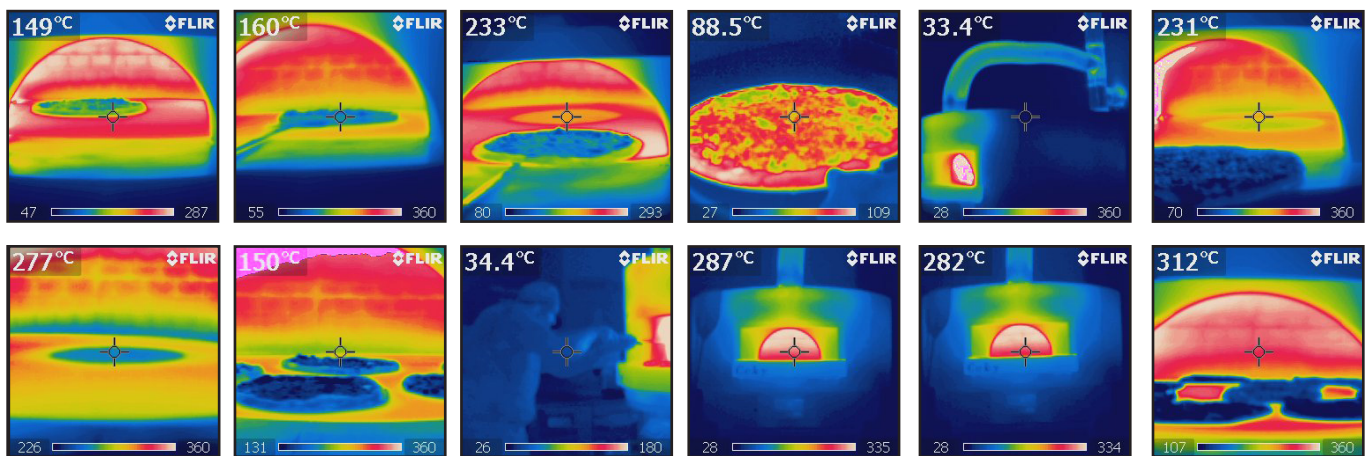 149°C FLIR
47 287
160°C FLIR
55 360
233°C FLIR
80 293
88.5°C FLIR
27 109
33.4°C FLIR
28 360
231°C FLIR
70 360
277°C FLIR
226 360
150°C FLIR
131 360
34.4°C FLIR
26 180
287°C FLIR
28 335
282°C FLIR
28 334
312°C FLIR
107 360